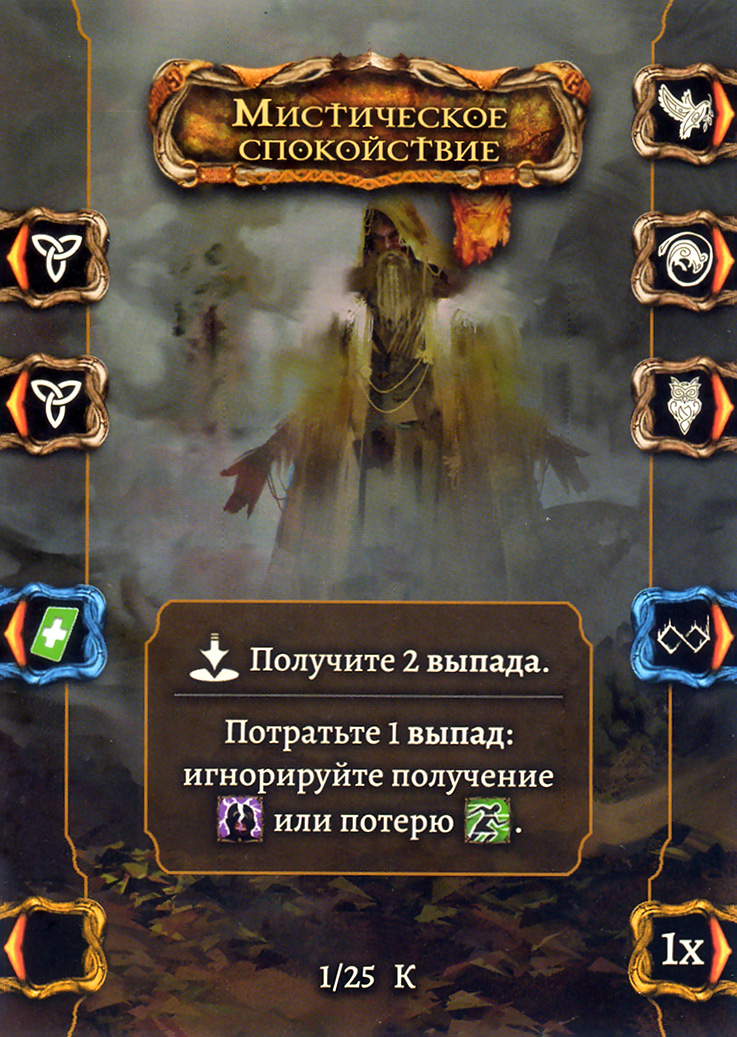 Мистическое
спокойствие
Получите 2 выпада.
Потратьте 1 выпад:
игнорируйте получение
или потерю .
1x
1/25 К